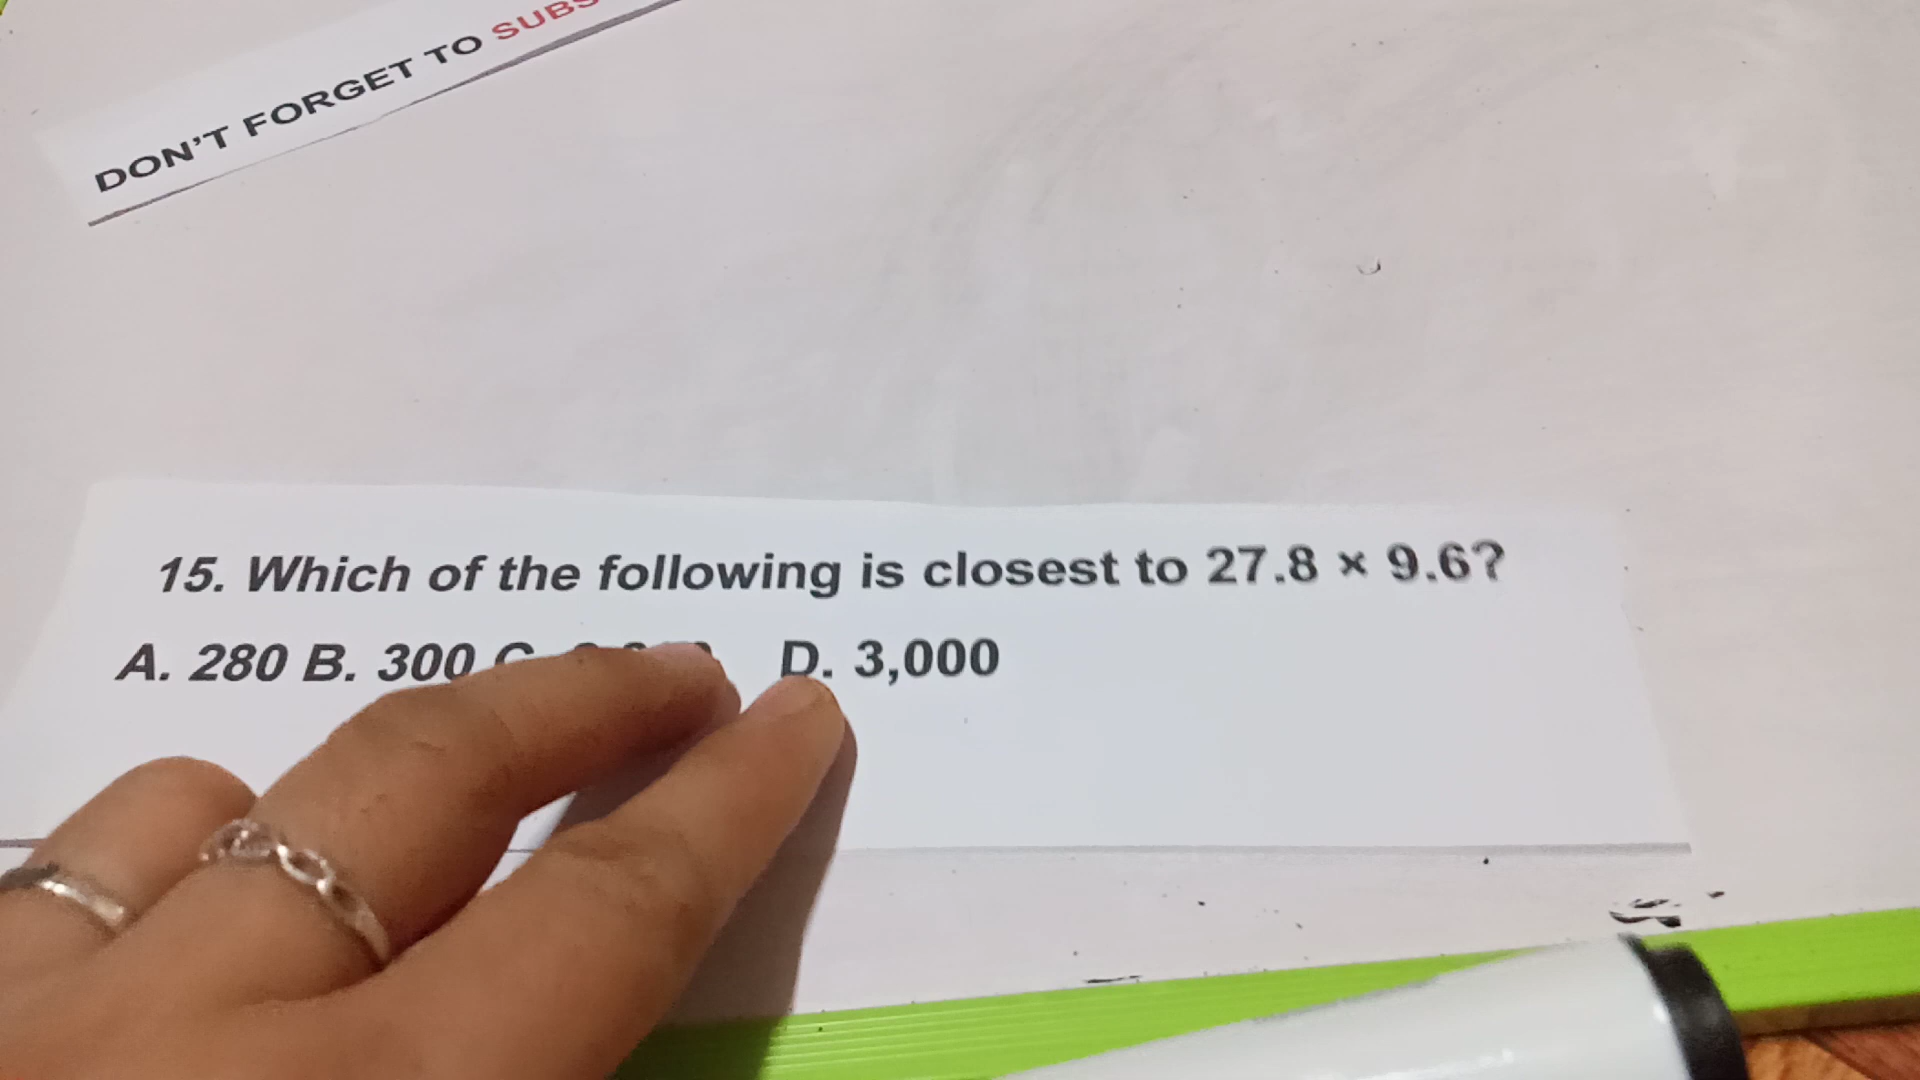 DON'T FORGET TO
15. Which of the following is closest to 27.8 × 9.6?
A. 280 B. 300 D. 3,000